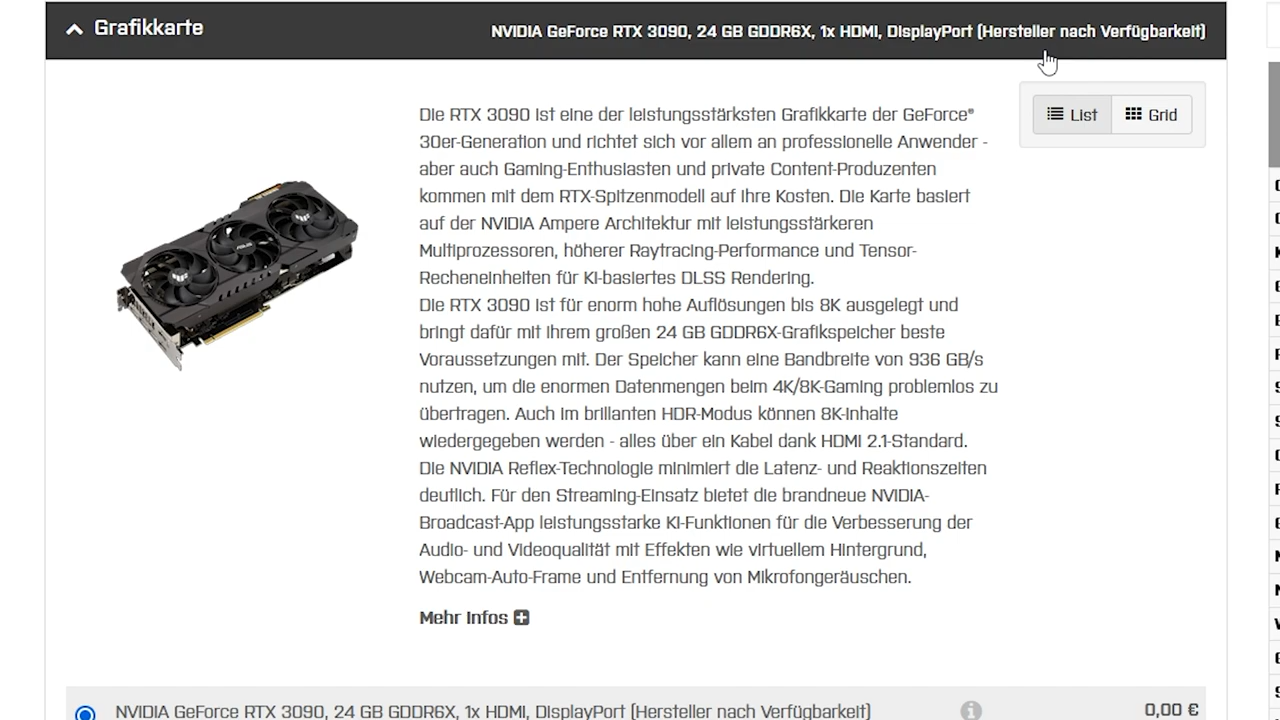 Grafikkarte
NVIDIA GeForce RTX 3090, 24 GB GDDR6X, 1x HDMI, DisplayPort (Hersteller nach Verfügbarkeit)
List
Grid
Die RTX 3090 ist eine der leistungsstärksten Grafikkarte der GeForce®
30er-Generation und richtet sich vor allem an professionelle Anwender -
aber auch Gaming-Enthusiasten und private Content-Produzenten
kommen mit dem RTX-Spitzenmodell auf ihre Kosten. Die Karte basiert
auf der NVIDIA Ampere Architektur mit leistungsstärkeren
Multiprozessoren, höherer Raytracing-Performance und Tensor-
Recheneinheiten für KI-basiertes DLSS Rendering.
Die RTX 3090 ist für enorm hohe Auflösungen bis 8K ausgelegt und
bringt dafür mit ihrem großen 24 GB GDDR6X-Grafikspeicher beste
Voraussetzungen mit. Der Speicher kann eine Bandbreite von 936 GB/s
nutzen, um die enormen Datenmengen beim 4K/8K-Gaming problemlos zu
übertragen. Auch im brillanten HDR-Modus können 8K-Inhalte
wiedergegeben werden - alles über ein Kabel dank HDMI 2.1-Standard.
Die NVIDIA Reflex-Technologie minimiert die Latenz- und Reaktionszeiten
deutlich. Für den Streaming-Einsatz bietet die brandneue NVIDIA-
Broadcast-App leistungsstarke KI-Funktionen für die Verbesserung der
Audio- und Videoqualität mit Effekten wie virtuellem Hintergrund,
Webcam-Auto-Frame und Entfernung von Mikrofongeräuschen.
Mehr Infos
NVIDIA GeForce RTX 3090, 24 GB GDDR6X, 1x HDMI, DisplayPort (Hersteller nach Verfügbarkeit)
0,00 €